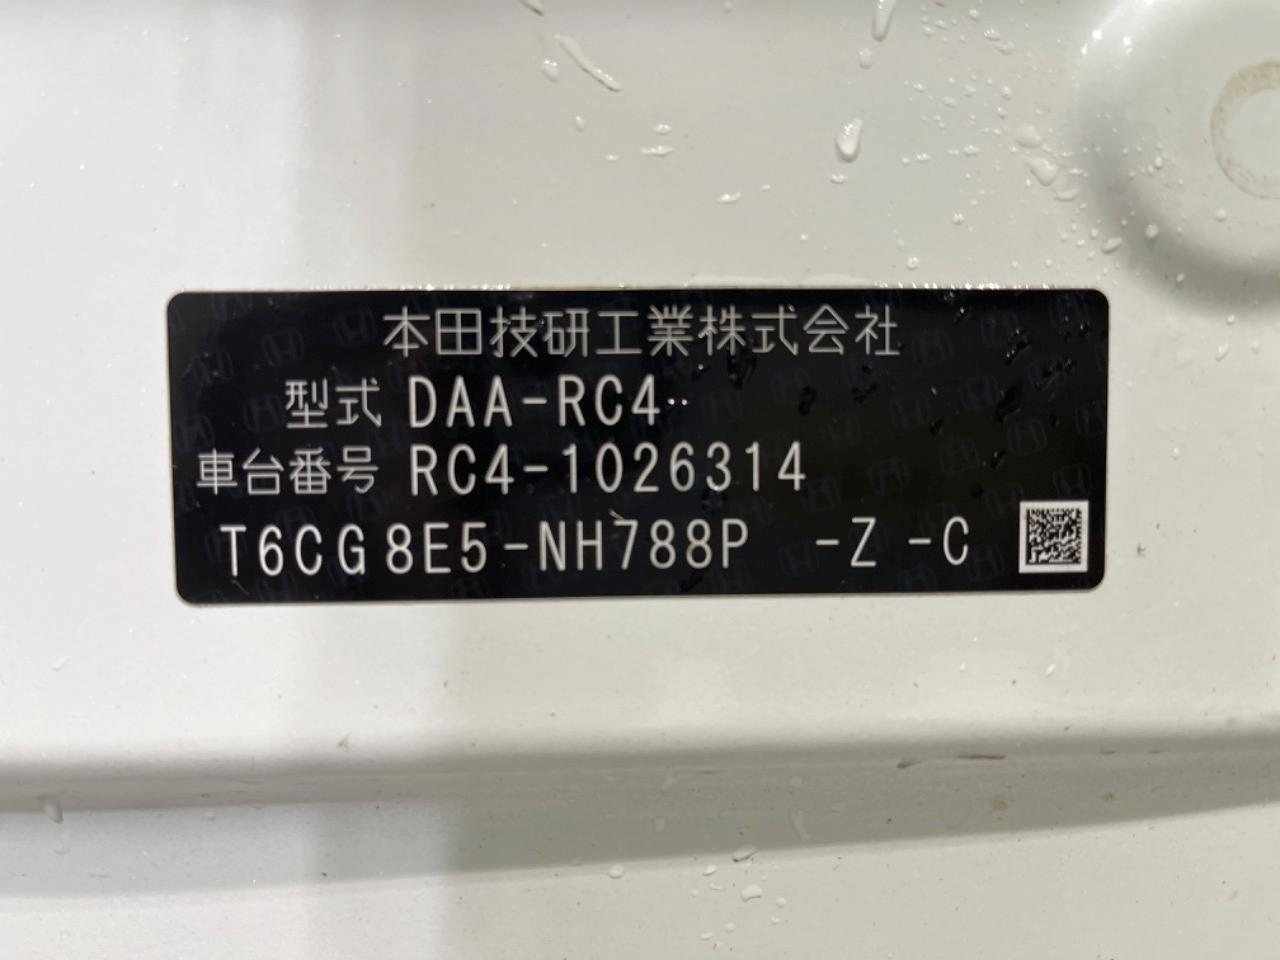 本田技研工業株式会社
型式 DAA-RC4
車台番号 RC4-1026314
T6CG8E5-NH788P -Z -C